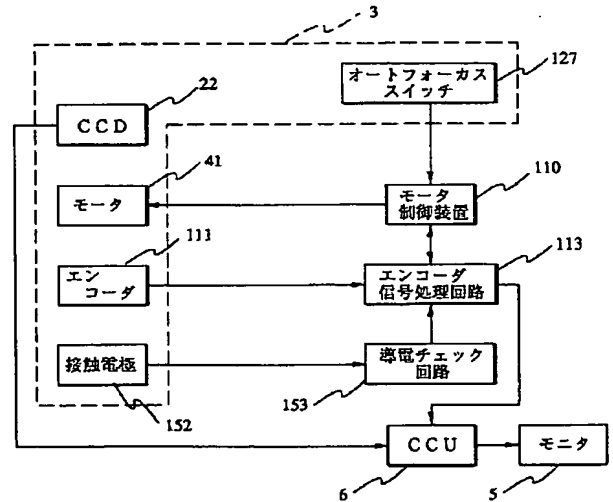 3
オートフォーカス
スイッチ
127
22
CCD
41
モータ
モータ
制御装置
110
111
エン
コーダ
エンコーダ
信号処理回路
113
接触電極
152
導電チェック
回路
153
CCU
6
モニタ
5